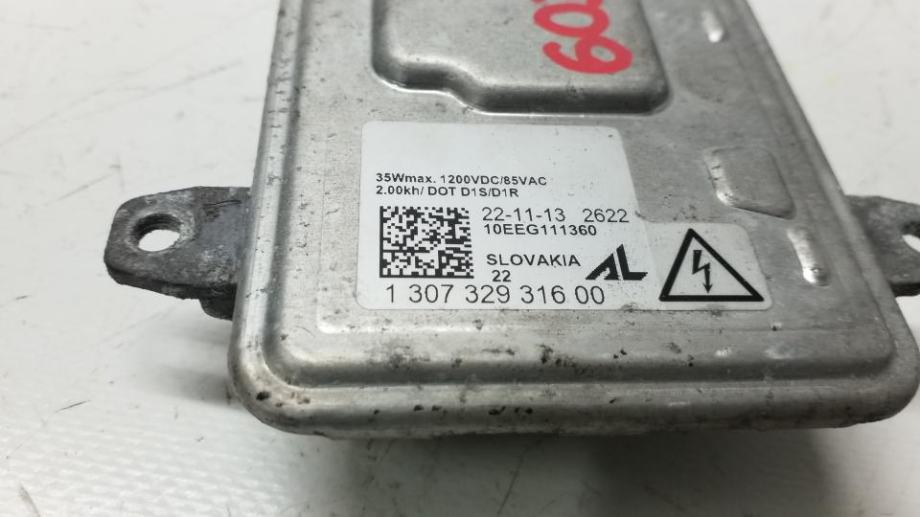 35Wmax. 1200VDC/85VAC
2.00kh/ DOT D1S/D1R
22-11-13 2622
10EEG111360
SLOVAKIA AL
22
1 307 329 316 00